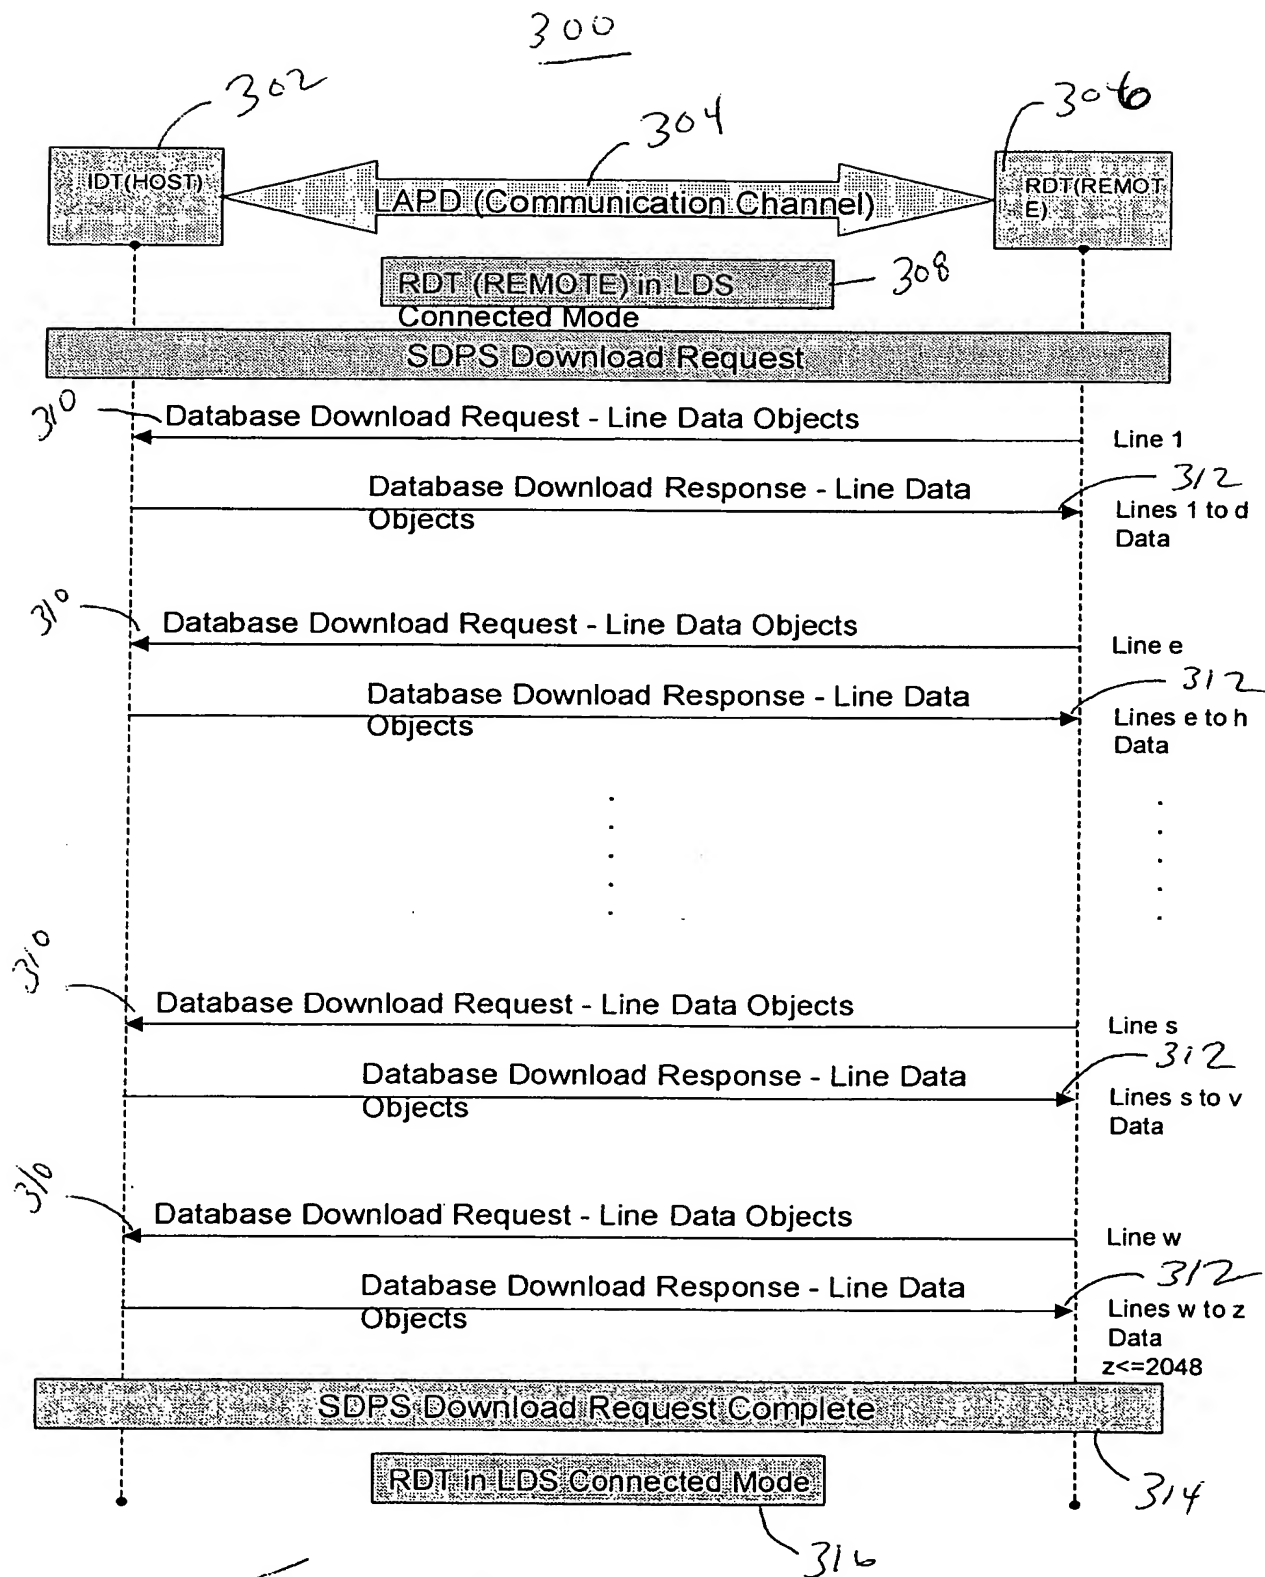 300
302
304
306
IDT(HOST)
LAPD (Communication Channel)
RDT(REMOT
E)
RDT (REMOTE) in LDS
Connected Mode
308
SDPS Download Request
310
Database Download Request - Line Data Objects
Line 1
Database Download Response - Line Data
Objects
312
Lines 1 to d
Data
310
Database Download Request - Line Data Objects
Line e
Database Download Response - Line Data
Objects
312
Lines e to h
Data
310
Database Download Request - Line Data Objects
Line s
Database Download Response - Line Data
Objects
312
Lines s to v
Data
310
Database Download Request - Line Data Objects
Line w
Database Download Response - Line Data
Objects
312
Lines w to z
Data
z<=2048
SDPS Download Request Complete
314
RDT in LDS Connected Mode
316